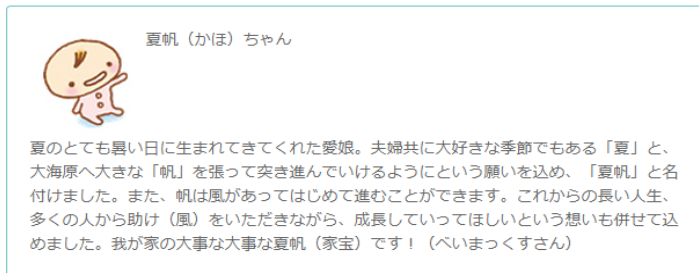 夏帆（かほ）ちゃん
夏のとても暑い日に生まれてきてくれた愛娘。夫婦共に大好きな季節でもある「夏」と、
大海原へ大きな「帆」を張って突き進んでいけるようにという願いを込め、「夏帆」と名
付けました。また、帆は風があってはじめて進むことができます。これからの長い人生、
多くの人から助け（風）をいただきながら、成長していってほしいという想いも併せて込
めました。我が家の大事な大事な夏帆（家宝）です！（べいまっくすさん）